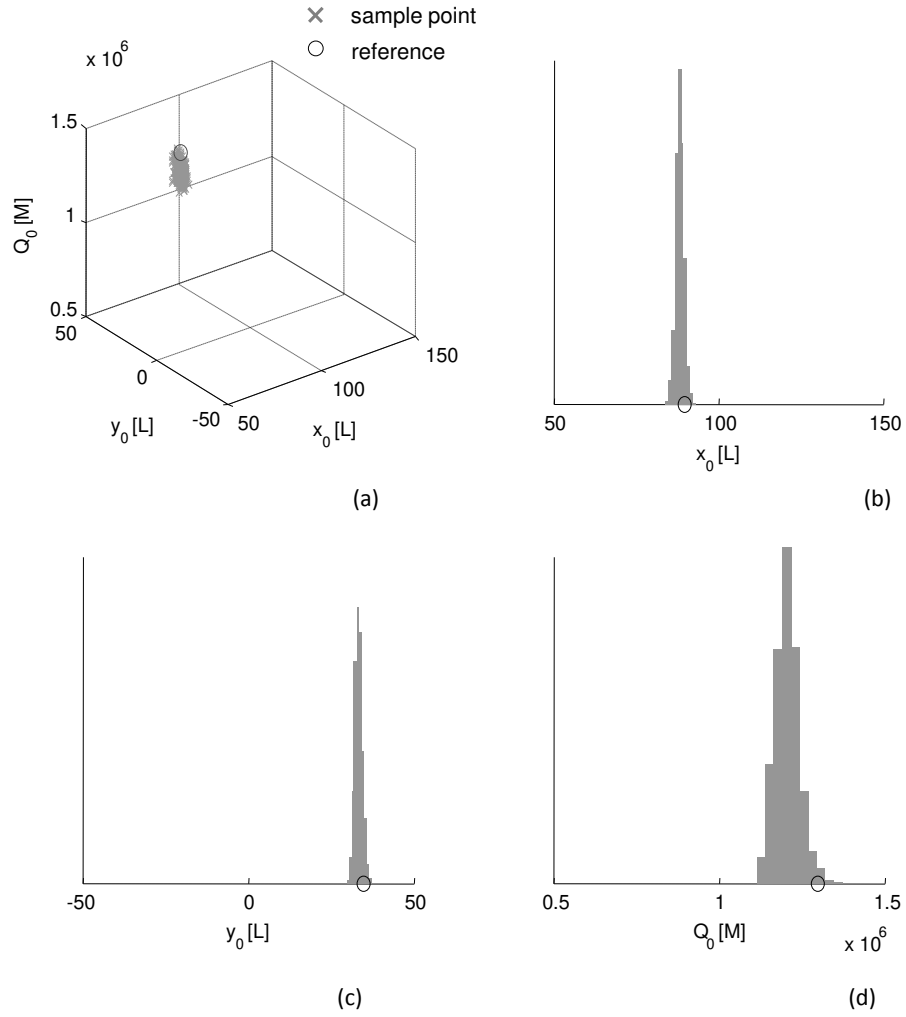 sample point
reference
x 10^6
1.5
1
0.5
Q_0 [M]
50
0
-50
y_0 [L]
50
100
150
x_0 [L]
(a)
50
100
150
x_0 [L]
(b)
-50
0
50
y_0 [L]
(c)
0.5
1
1.5
Q_0 [M]
x 10^6
(d)